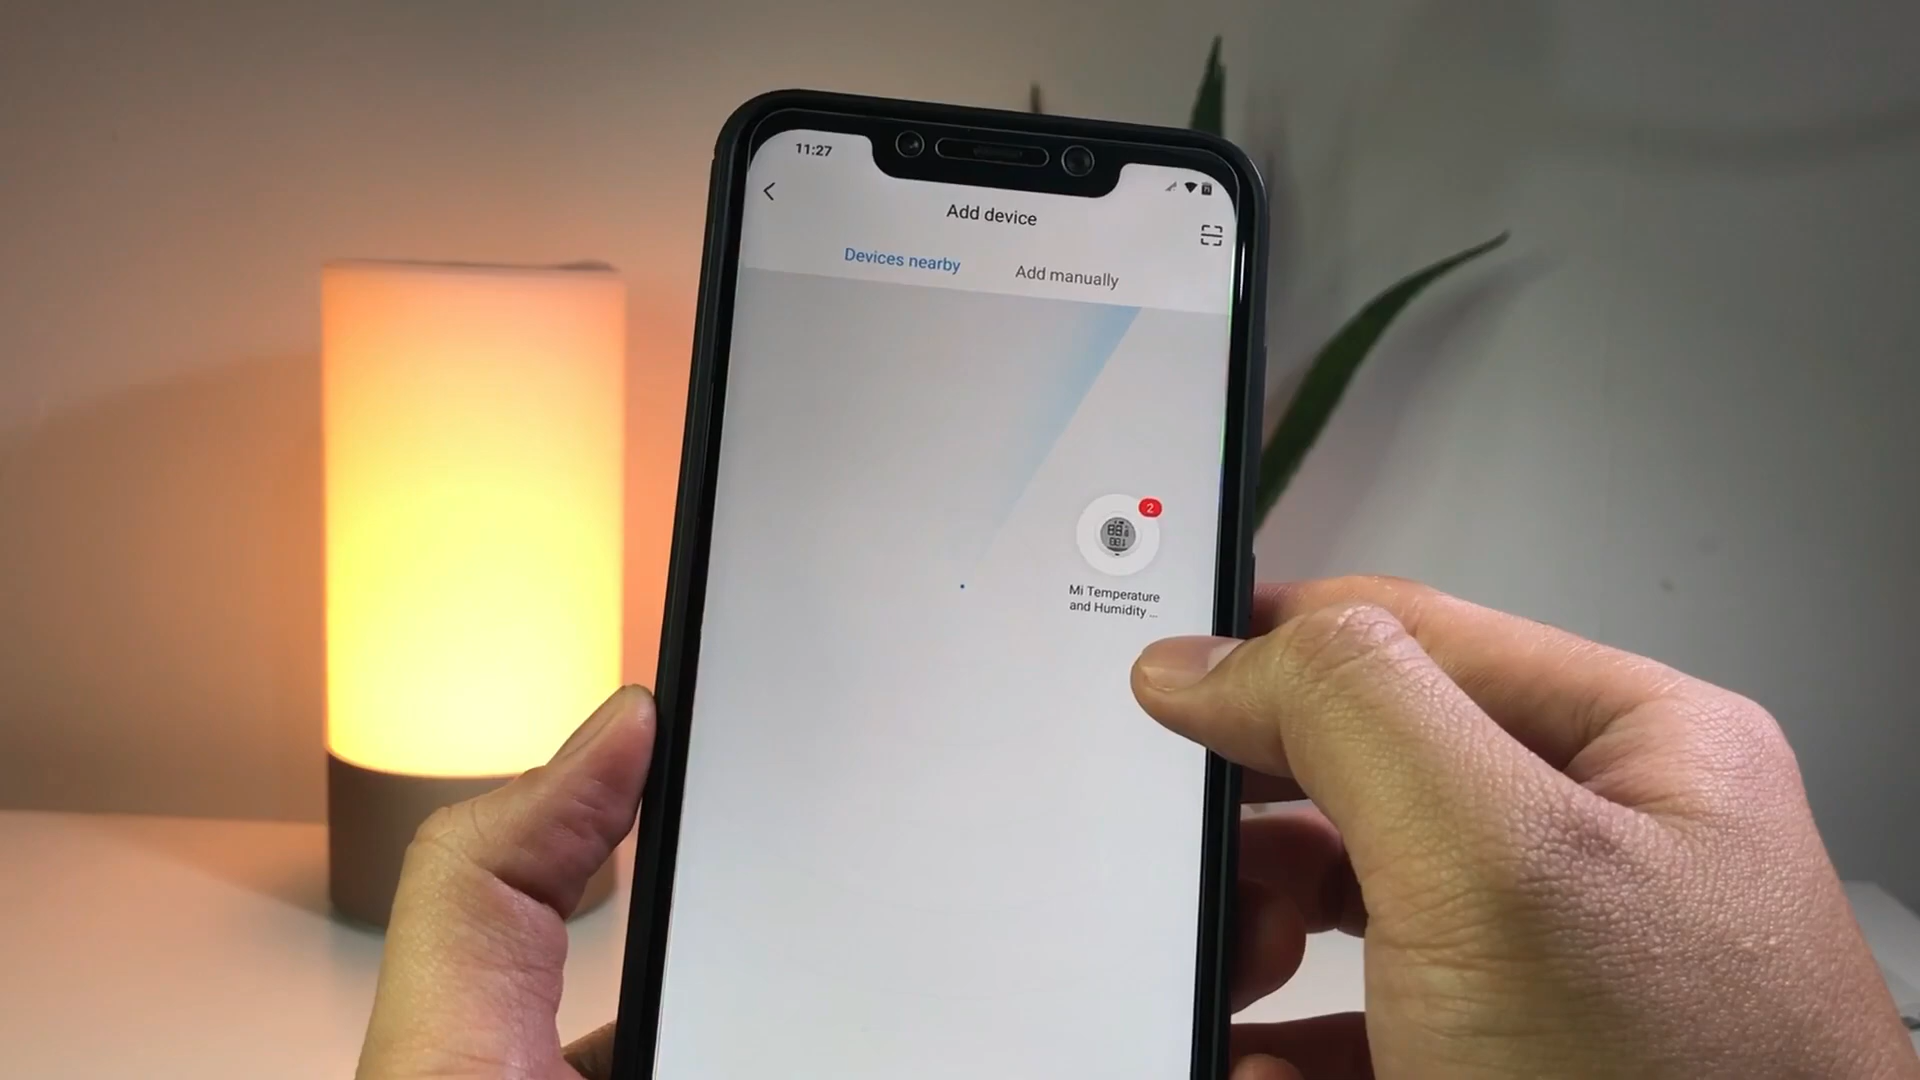 11:27
Add device
Devices nearby
Add manually
2
Mi Temperature
and Humidity ...